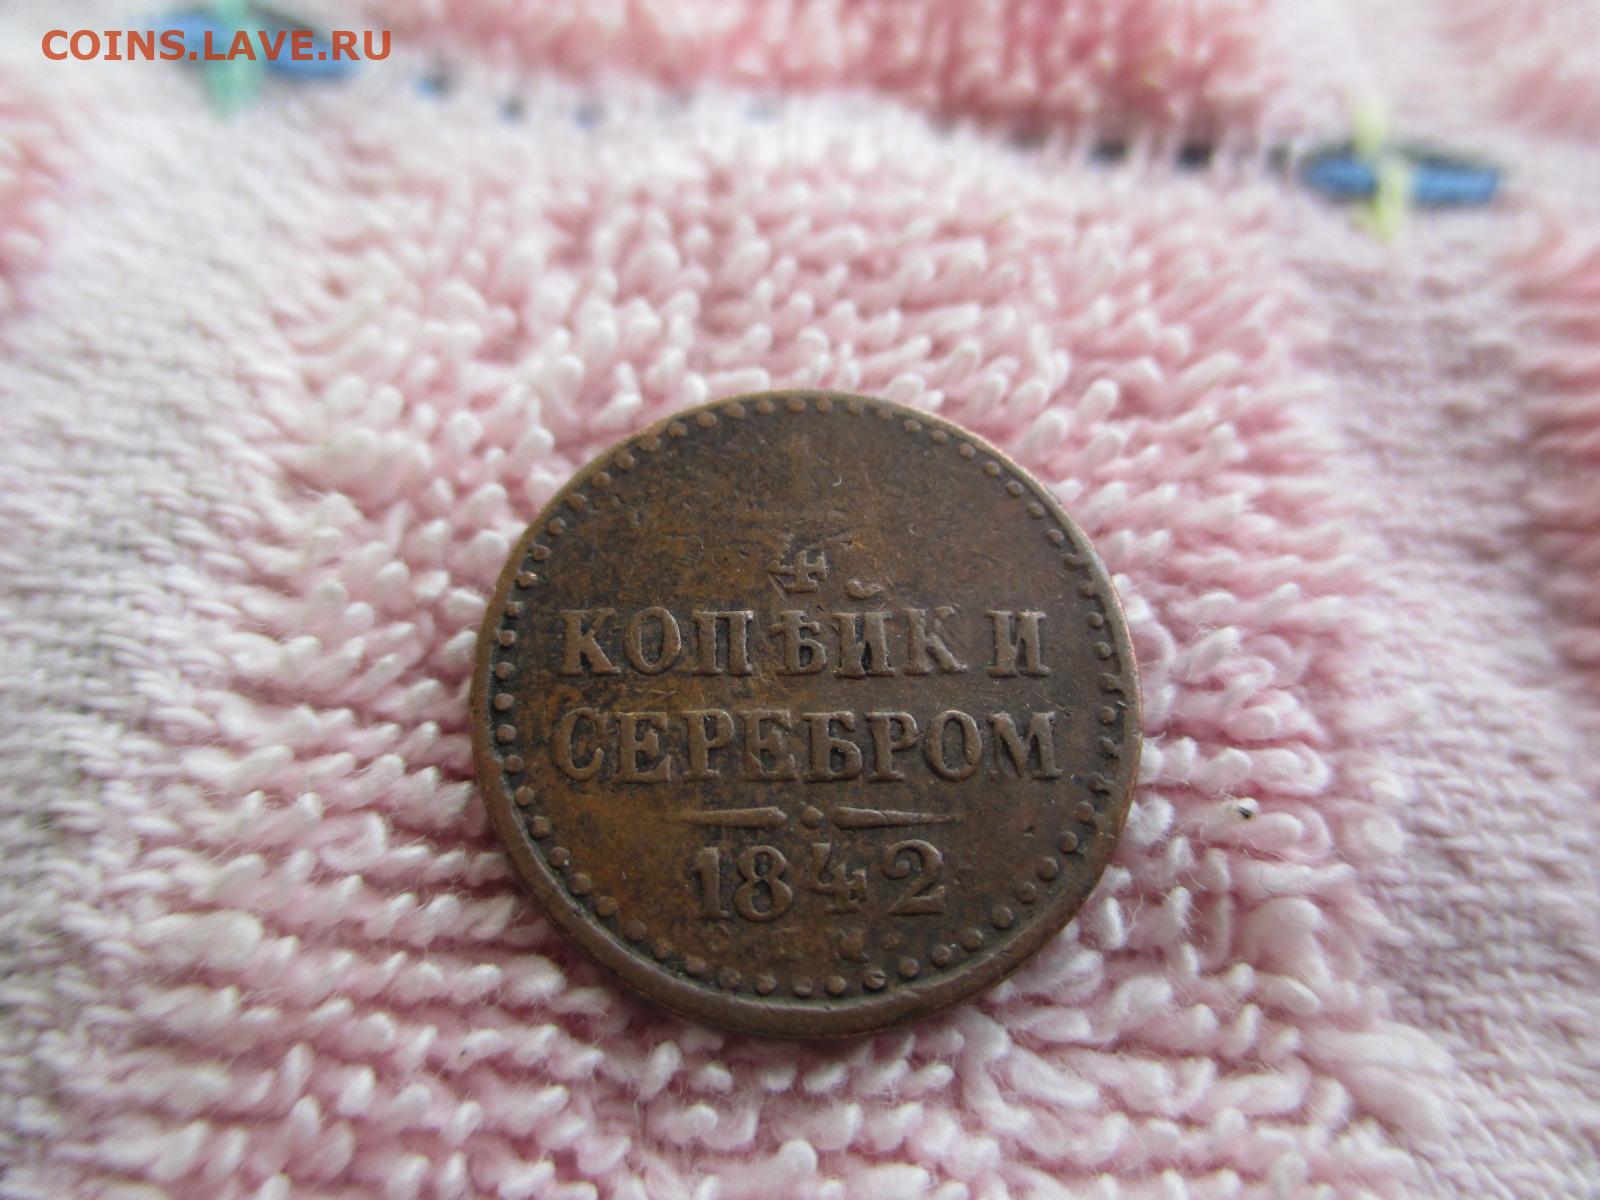 COINS.LAVE.RU
1
4
КОПѢЙКИ
СЕРЕБРОМ
1842
С.П.М.